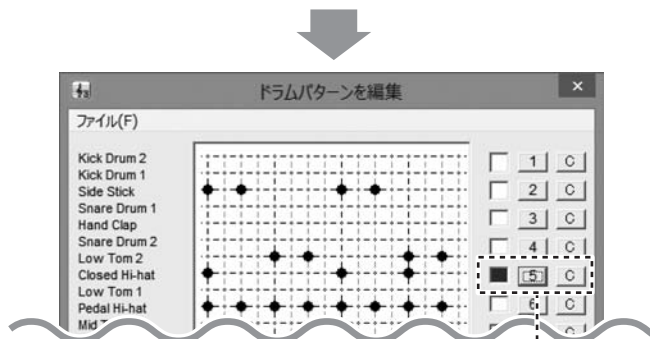 ドラムパターンを編集
×
ファイル(F)
Kick Drum 2
Kick Drum 1
Side Stick
Snare Drum 1
Hand Clap
Snare Drum 2
Low Tom 2
Closed Hi-hat
Low Tom 1
Pedal Hi-hat
1 C
2 C
3 C
4 C
5 C
6 C